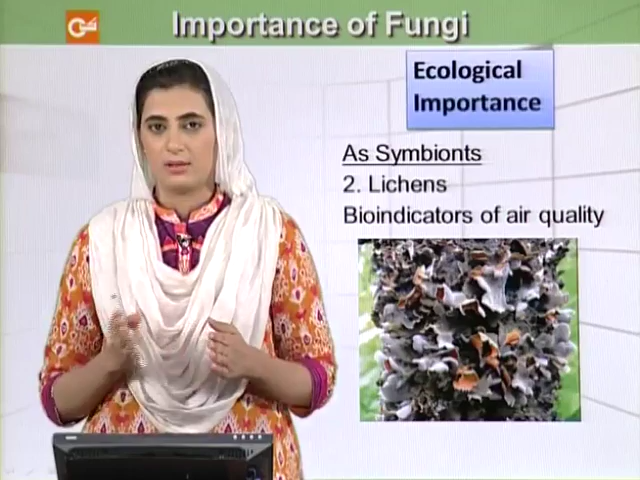 Importance of Fungi
Ecological
Importance
As Symbionts
2. Lichens
Bioindicators of air quality